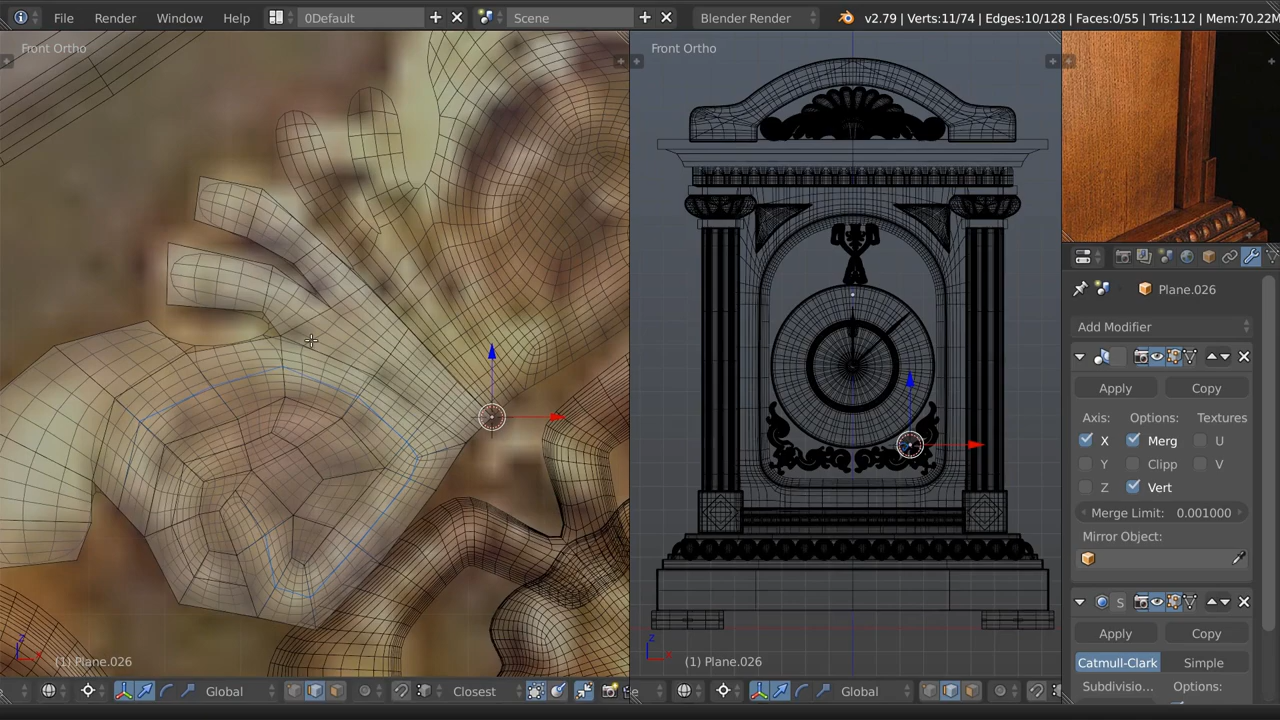 File Render Window Help 0Default Scene Blender Render v2.79 | Verts:11/74 | Edges:10/128 | Faces:0/55 | Tris:112 | Mem:70.22M
Front Ortho Front Ortho
Plane.026
Add Modifier
Apply Copy
Axis: Options: Textures
X Merg U
Y Clipp V
Z Vert
Merge Limit: 0.001000
Mirror Object:
S
Apply Copy
Catmull-Clark Simple
Subdivisio... Options:
z x z x
(1) Plane.026 (1) Plane.026
Global Closest Global